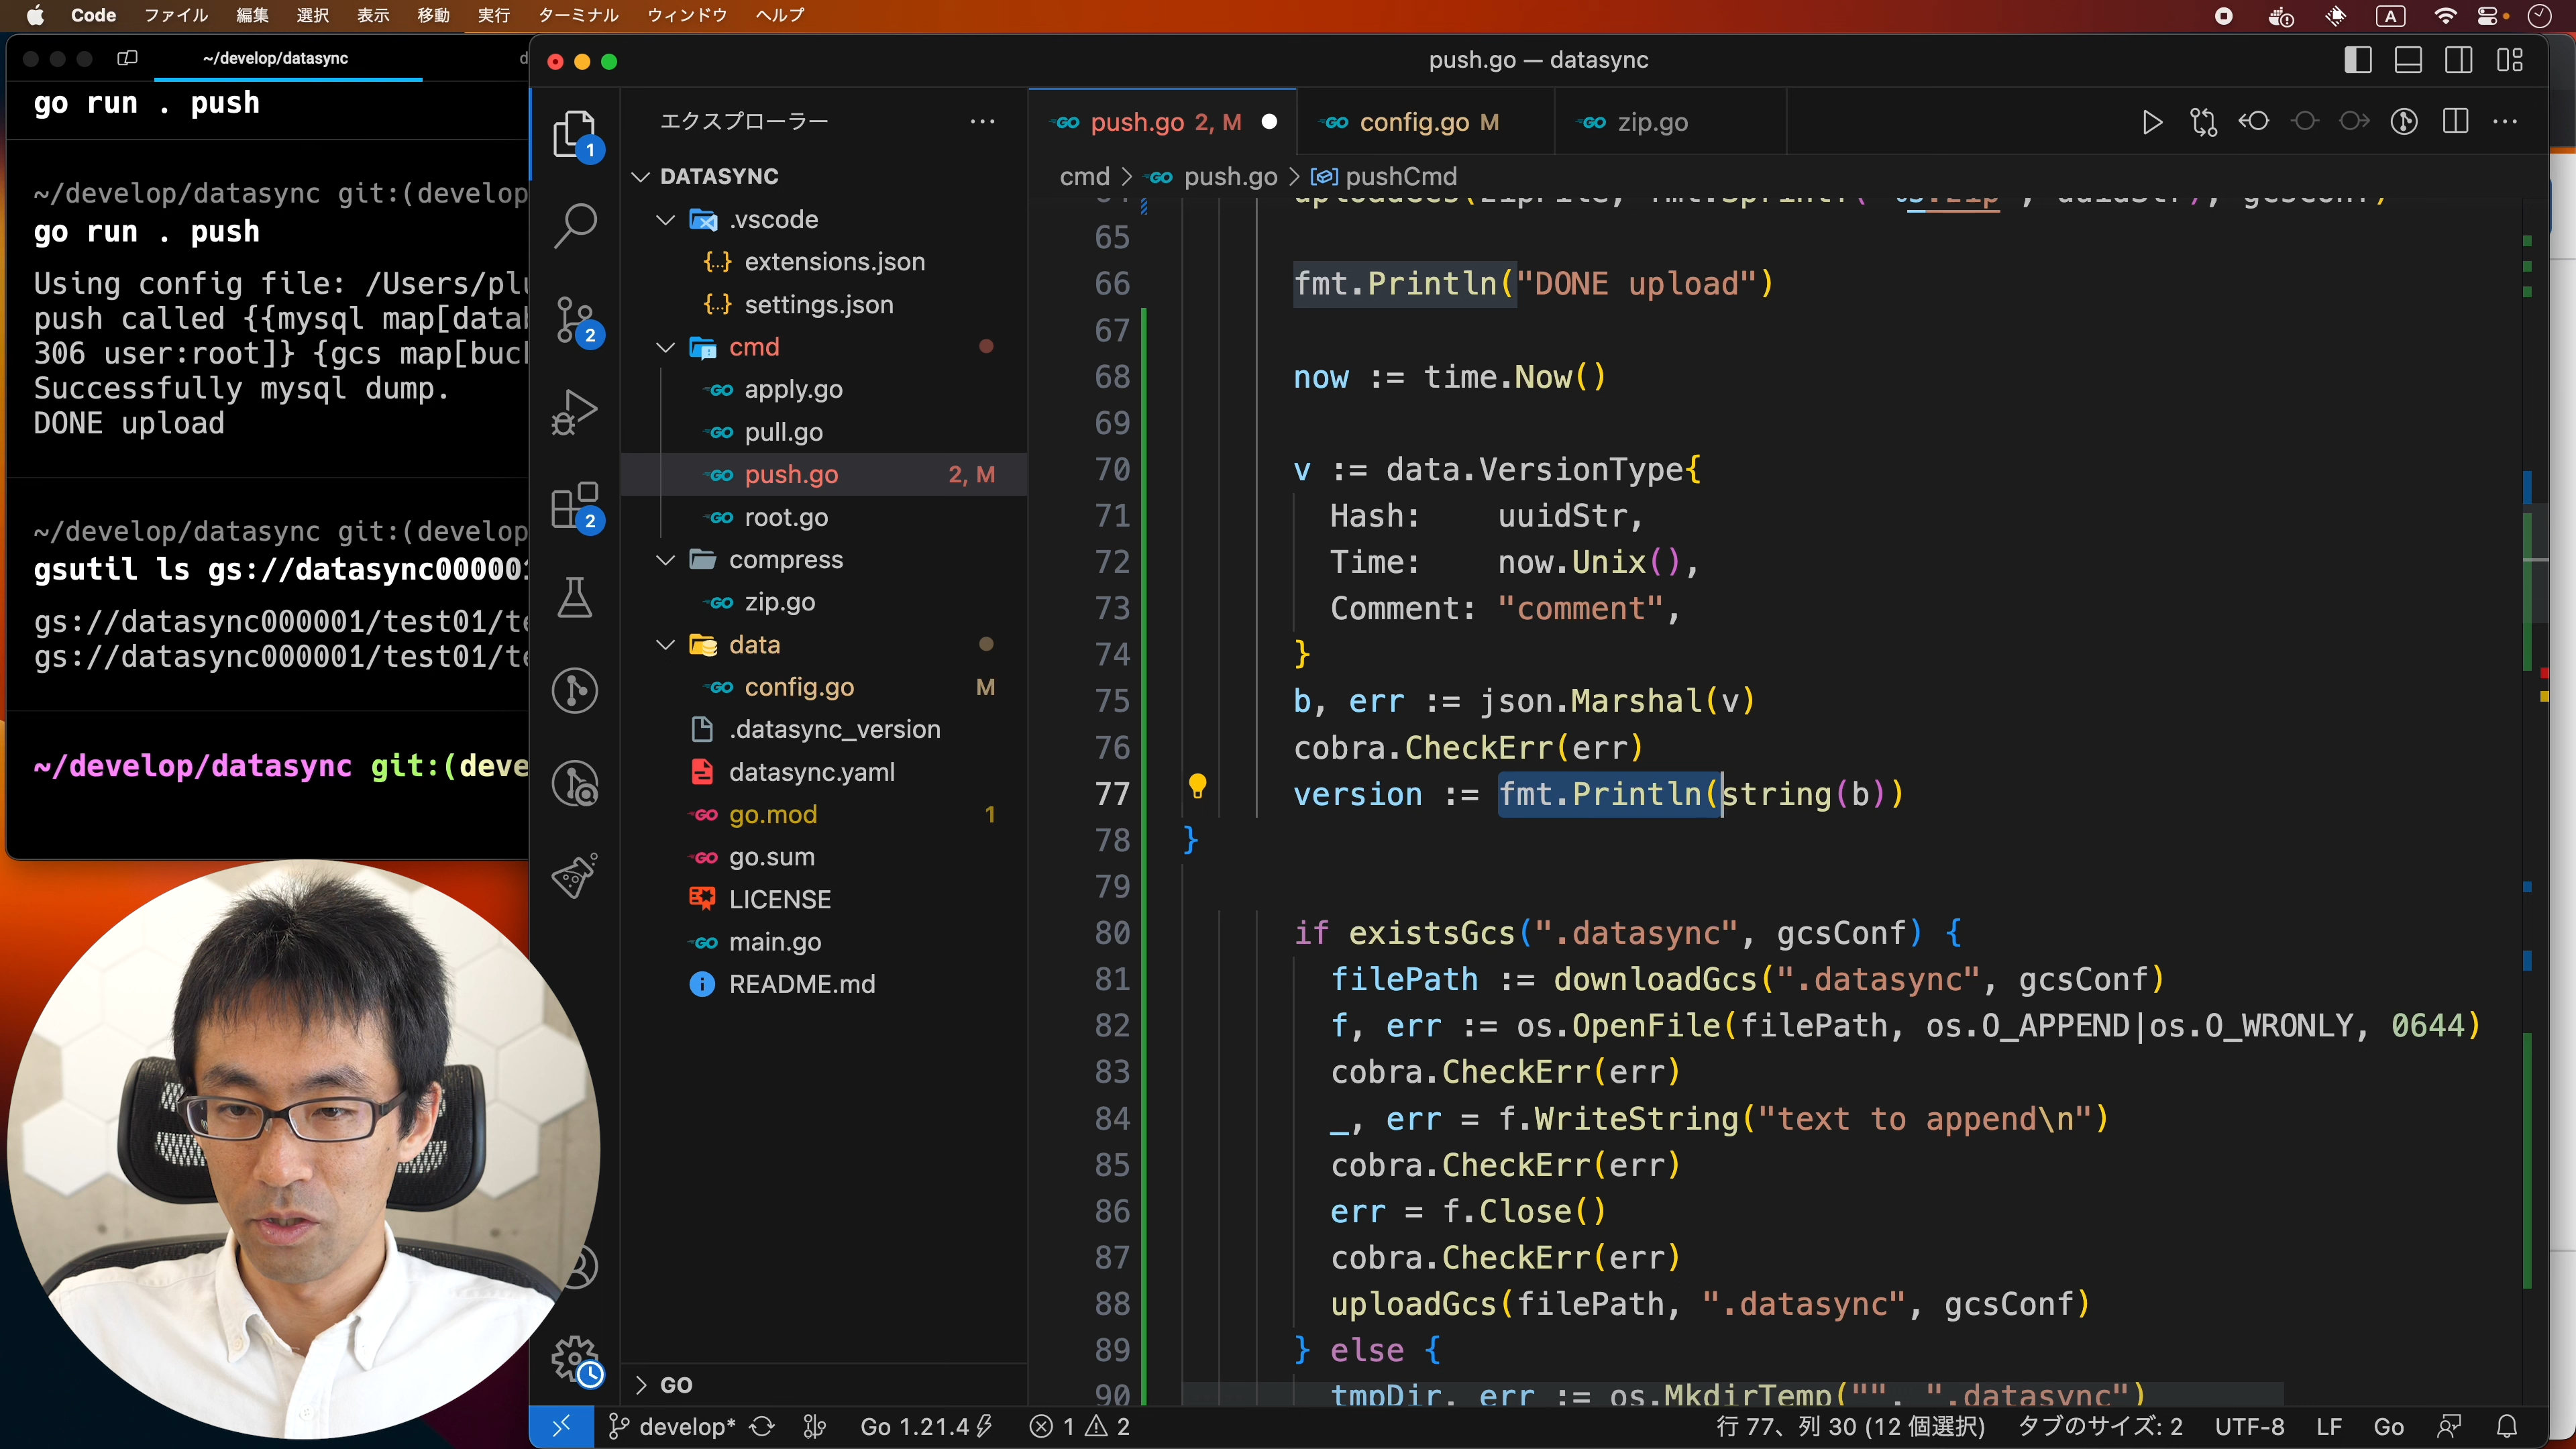 Code ファイル 編集 選択 表示 移動 実行 ターミナル ウィンドウ ヘルプ
A
~/develop/datasync
go run . push
~/develop/datasync git:(develop
go run . push
Using config file: /Users/
push called {{mysql map[
306 user:root]} {gcs map[
Successfully mysql dump.
DONE upload
~/develop/datasync git:(develop
gsutil ls gs://
gs://datasync000001/test01/
gs://datasync000001/test01/
~/develop/datasync git:(deve
push.go — datasync
エクスプローラー
DATASYNC
.vscode
extensions.json
settings.json
cmd
apply.go
pull.go
push.go 2, M
root.go
compress
zip.go
data
config.go M
.datasync_version
datasync.yaml
go.mod 1
go.sum
LICENSE
main.go
README.md
GO
1
2
2
push.go 2, M
config.go M
zip.go
cmd > push.go > pushCmd
65
66 fmt.Println("DONE upload")
67
68 now := time.Now()
69
70 v := data.VersionType{
71 Hash: uuidStr,
72 Time: now.Unix(),
73 Comment: "comment",
74 }
75 b, err := json.Marshal(v)
76 cobra.CheckErr(err)
77 version := fmt.Println(string(b))
78 }
79
80 if existsGcs(".datasync", gcsConf) {
81 filePath := downloadGcs(".datasync", gcsConf)
82 f, err := os.OpenFile(filePath, os.O_APPEND|os.O_WRONLY, 0644)
83 cobra.CheckErr(err)
84 _, err = f.WriteString("text to append\n")
85 cobra.CheckErr(err)
86 err = f.Close()
87 cobra.CheckErr(err)
88 uploadGcs(filePath, ".datasync", gcsConf)
89 } else {
90 tmpDir, err := os.MkdirTemp("", ".datasync")
develop* Go 1.21.4 1 2 行 77、列 30 (12 個選択) タブのサイズ: 2 UTF-8 LF Go